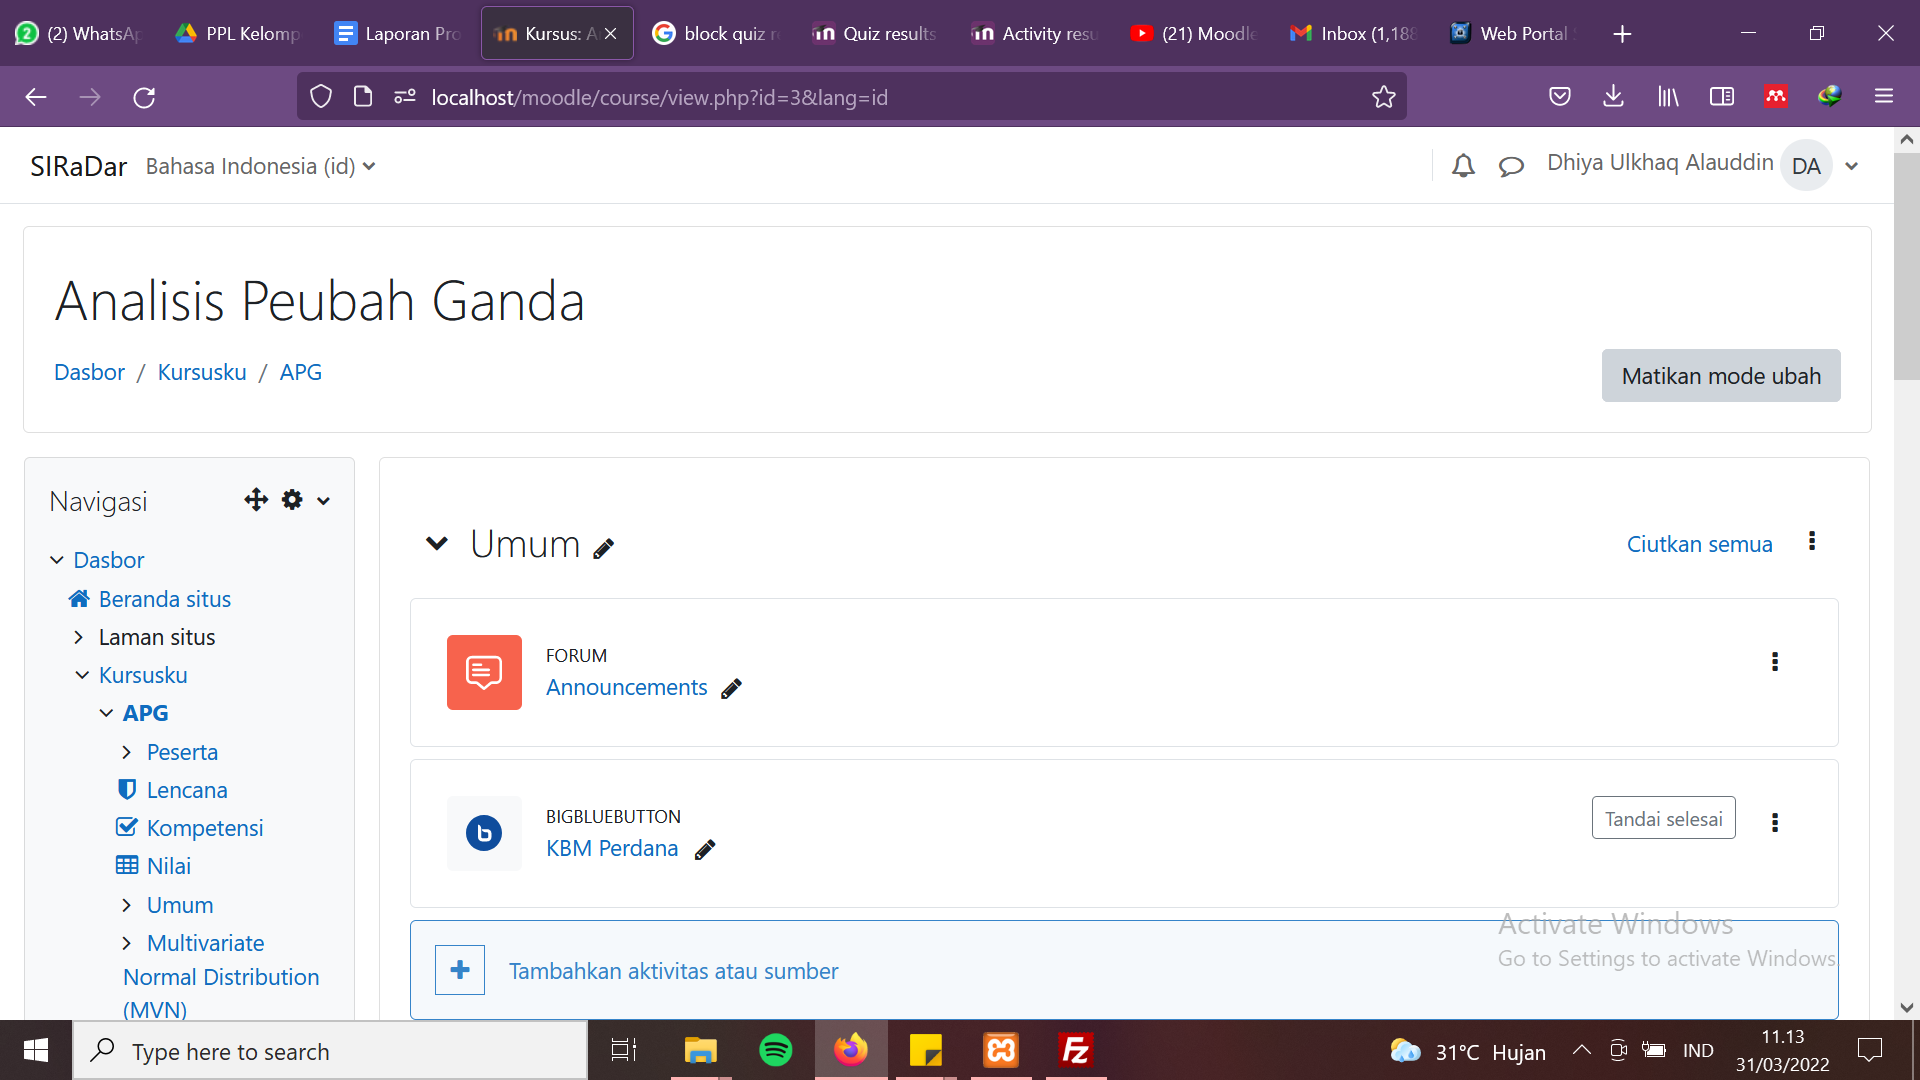 (2) WhatsAp
PPL Kelomp
Laporan Pro
Kursus: A
block quiz r
Quiz results
Activity resu
(21) Moodle
Inbox (1,188
Web Portal
localhost/moodle/course/view.php?id=3&lang=id
SIRaDar
Bahasa Indonesia (id)
Dhiya Ulkhaq Alauddin
DA
Analisis Peubah Ganda
Dasbor / Kursusku / APG
Matikan mode ubah
Navigasi
Dasbor
Beranda situs
Laman situs
Kursusku
APG
Peserta
Lencana
Kompetensi
Nilai
Umum
Multivariate
Normal Distribution
(MVN)
Umum
Ciutkan semua
FORUM
Announcements
BIGBLUEBUTTON
KBM Perdana
Tandai selesai
Tambahkan aktivitas atau sumber
Activate Windows
Go to Settings to activate Windows
Type here to search
31°C Hujan
IND
11.13
31/03/2022